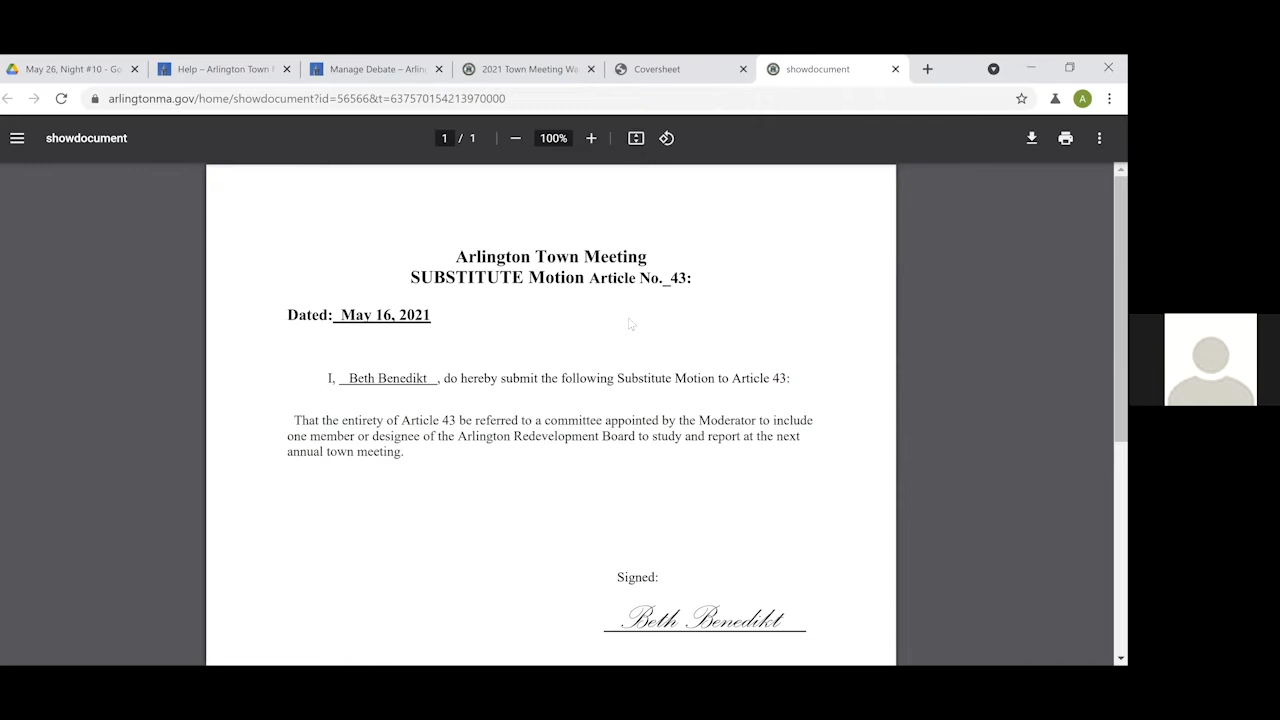 May 26, Night #10 - Go
Help – Arlington Town
Manage Debate – Arlin
2021 Town Meeting Wa
Coversheet
showdocument
arlingtonma.gov/home/showdocument?id=56566&t=637570154213970000
A
showdocument
1 / 1
100%
Arlington Town Meeting
SUBSTITUTE Motion Article No._43:
Dated: May 16, 2021
I, Beth Benedikt , do hereby submit the following Substitute Motion to Article 43:
That the entirety of Article 43 be referred to a committee appointed by the Moderator to include
one member or designee of the Arlington Redevelopment Board to study and report at the next
annual town meeting.
Signed:
Beth Benedikt